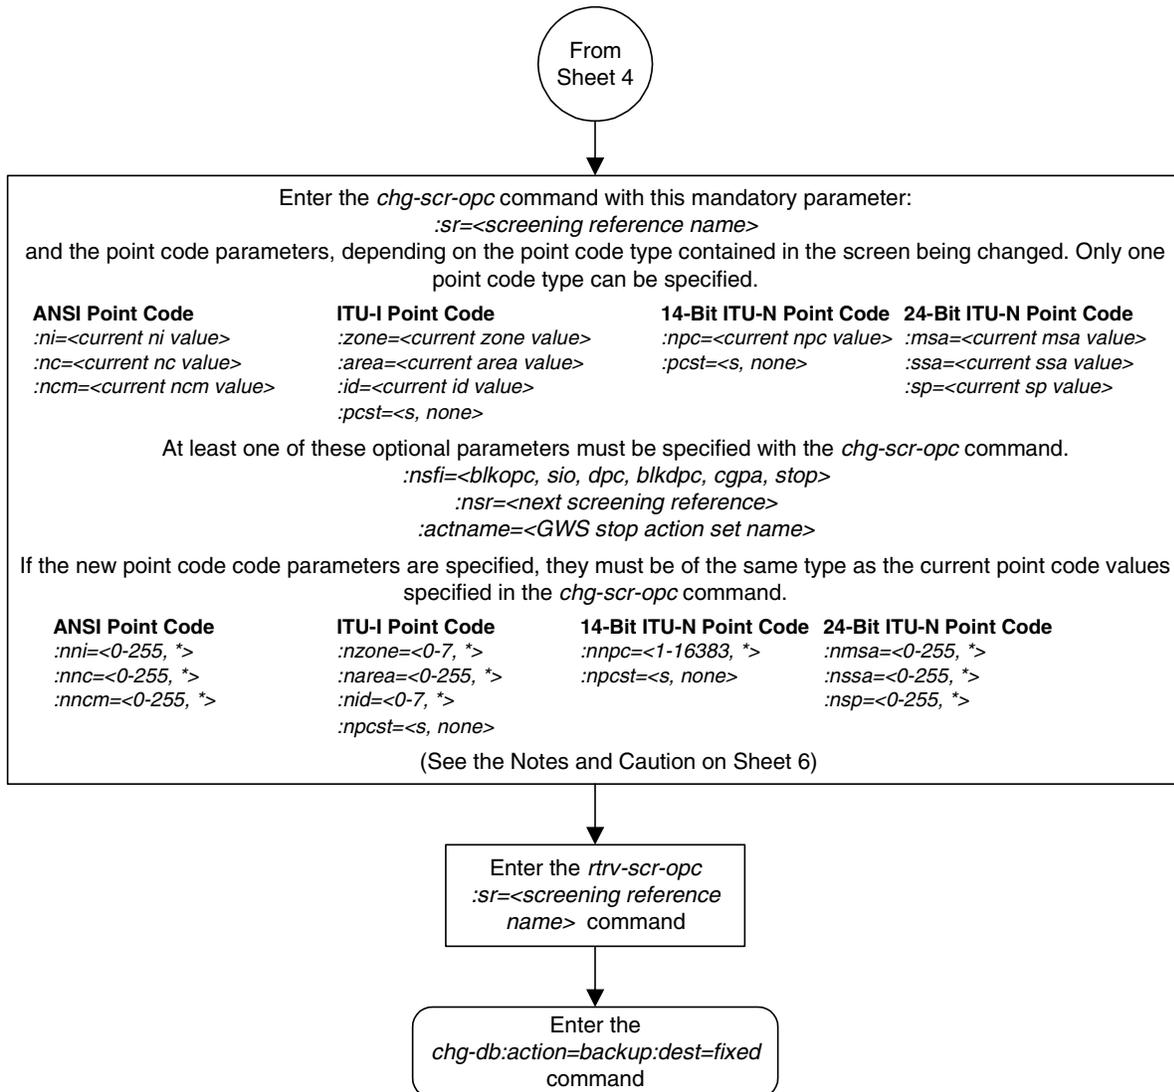 From
Sheet 4
Enter the chg-scr-opc command with this mandatory parameter:
:sr=<screening reference name>
and the point code parameters, depending on the point code type contained in the screen being changed. Only one
point code type can be specified.
ANSI Point Code
:ni=<current ni value>
:nc=<current nc value>
:ncm=<current ncm value>
ITU-I Point Code
:zone=<current zone value>
:area=<current area value>
:id=<current id value>
:pcst=<s, none>
14-Bit ITU-N Point Code
:npc=<current npc value>
:pcst=<s, none>
24-Bit ITU-N Point Code
:msa=<current msa value>
:ssa=<current ssa value>
:sp=<current sp value>
At least one of these optional parameters must be specified with the chg-scr-opc command.
:nsfi=<blkopc, sio, dpc, blkdpc, cgpa, stop>
:nsr=<next screening reference>
:actname=<GWS stop action set name>
If the new point code code parameters are specified, they must be of the same type as the current point code values
specified in the chg-scr-opc command.
ANSI Point Code
:nni=<0-255, *>
:nnc=<0-255, *>
:nncm=<0-255, *>
ITU-I Point Code
:nzone=<0-7, *>
:narea=<0-255, *>
:nid=<0-7, *>
:npcst=<s, none>
14-Bit ITU-N Point Code
:nnpc=<1-16383, *>
:npcst=<s, none>
24-Bit ITU-N Point Code
:nmsa=<0-255, *>
:nssa=<0-255, *>
:nsp=<0-255, *>
(See the Notes and Caution on Sheet 6)
Enter the rtrv-scr-opc
:sr=<screening reference
name> command
Enter the
chg-db:action=backup:dest=fixed
command